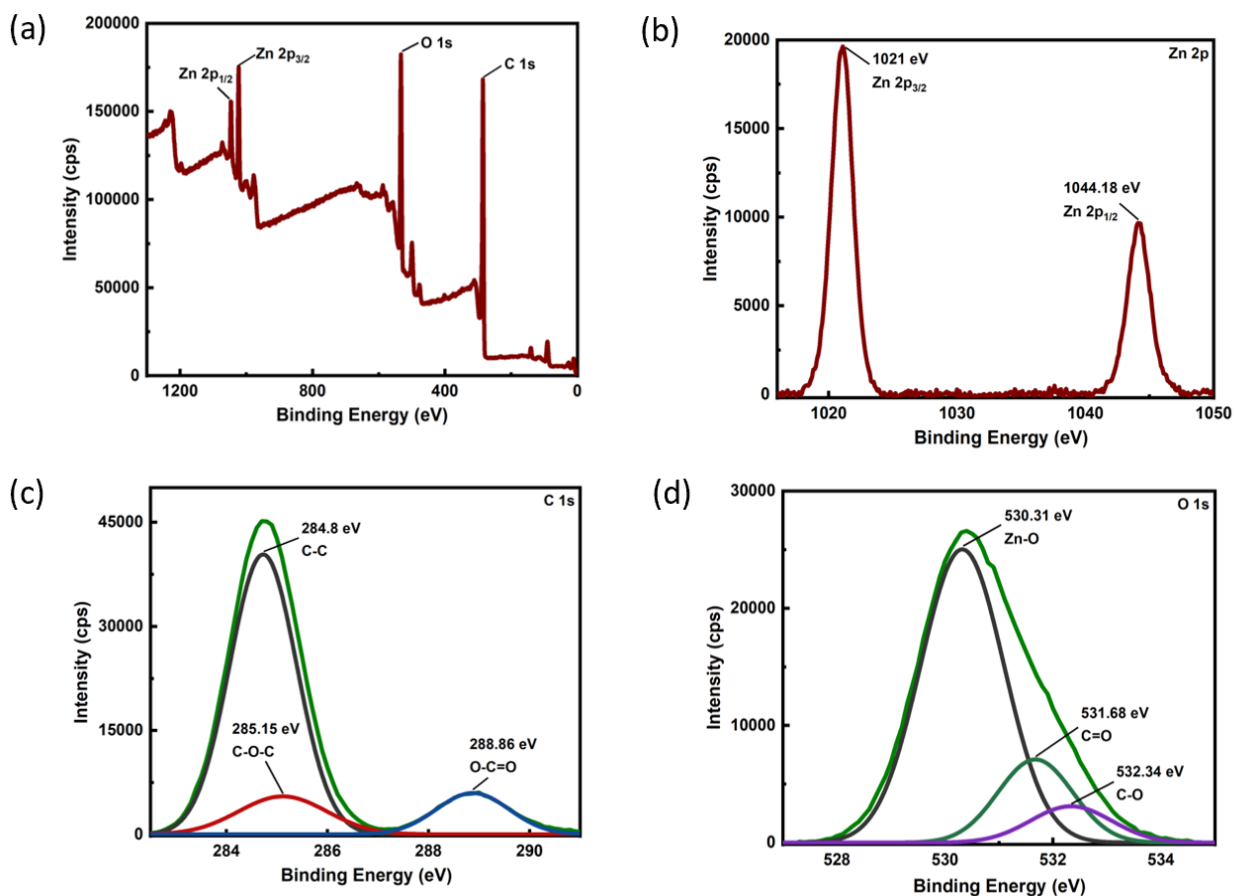 (a)
200000
150000
100000
50000
0
Intensity (cps)
Zn 2p1/2
Zn 2p3/2
O 1s
C 1s
1200
800
400
0
Binding Energy (eV)
(b)
Zn 2p
20000
15000
10000
5000
0
Intensity (cps)
1021 eV
Zn 2p3/2
1044.18 eV
Zn 2p1/2
1020
1030
1040
1050
Binding Energy (eV)
(c)
C 1s
45000
30000
15000
0
Intensity (cps)
284.8 eV
C-C
285.15 eV
C-O-C
288.86 eV
O-C=O
284
286
288
290
Binding Energy (eV)
(d)
O 1s
30000
20000
10000
0
Intensity (cps)
530.31 eV
Zn-O
531.68 eV
C=O
532.34 eV
C-O
528
530
532
534
Binding Energy (eV)